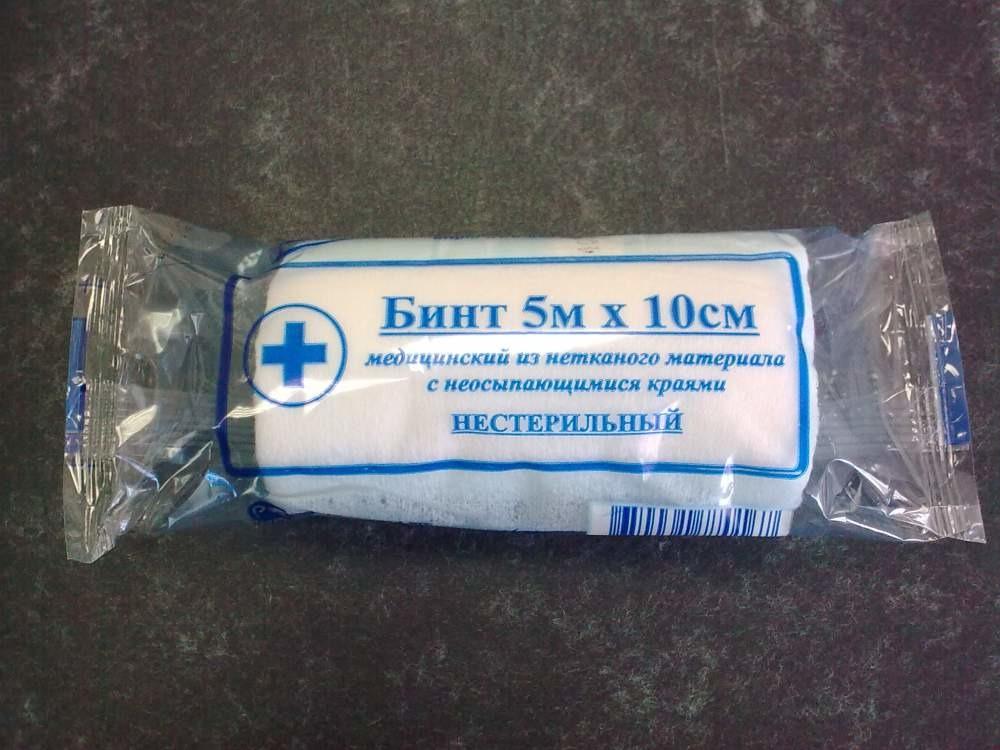 Бинт 5м х 10см
медицинский из нетканого материала
с неосыпающимися краями
НЕСТЕРИЛЬНЫЙ